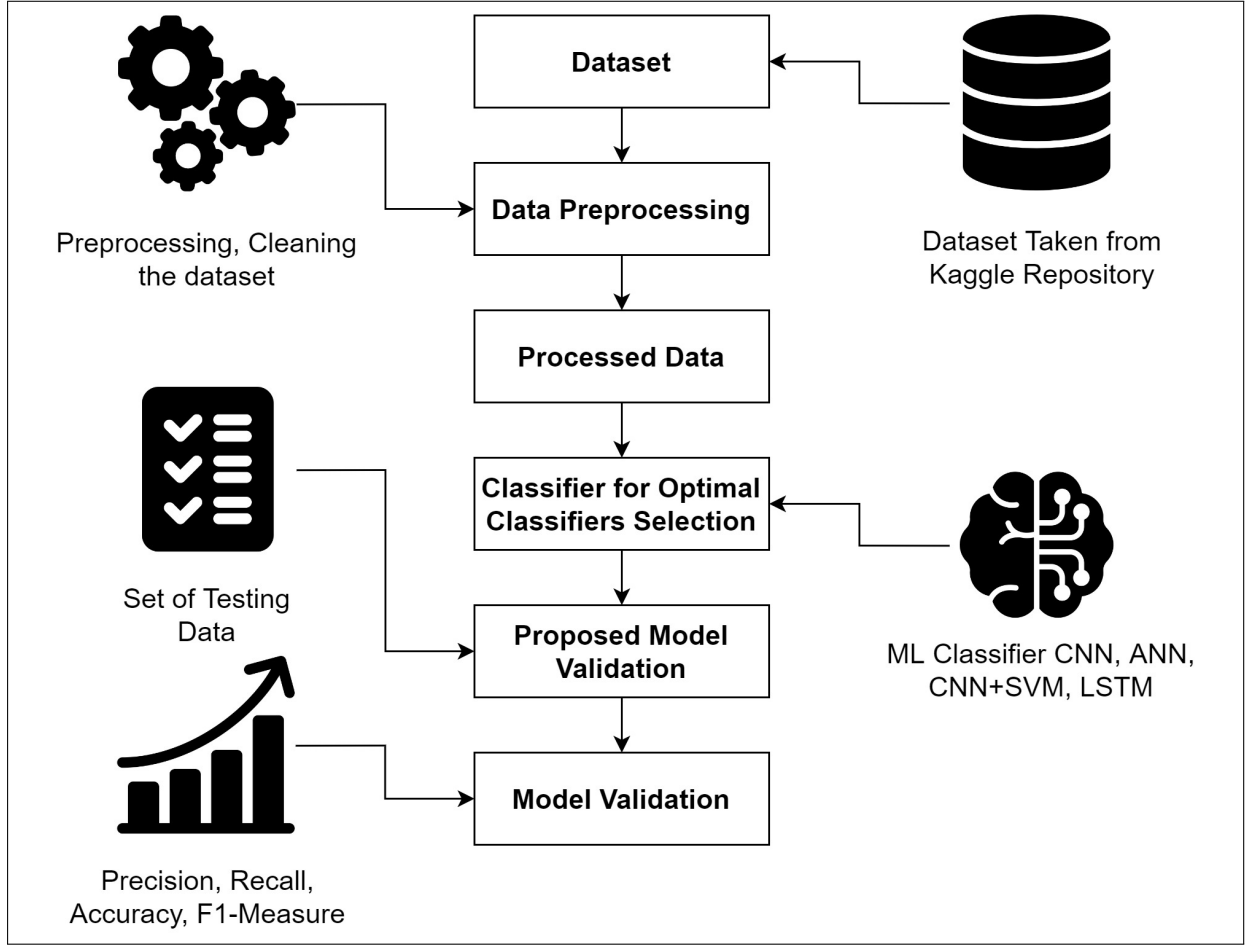 Dataset
Data Preprocessing
Preprocessing, Cleaning
the dataset
Dataset Taken from
Kaggle Repository
Processed Data
Classifier for Optimal
Classifiers Selection
Set of Testing
Data
Proposed Model
Validation
ML Classifier CNN, ANN,
CNN+SVM, LSTM
Model Validation
Precision, Recall,
Accuracy, F1-Measure